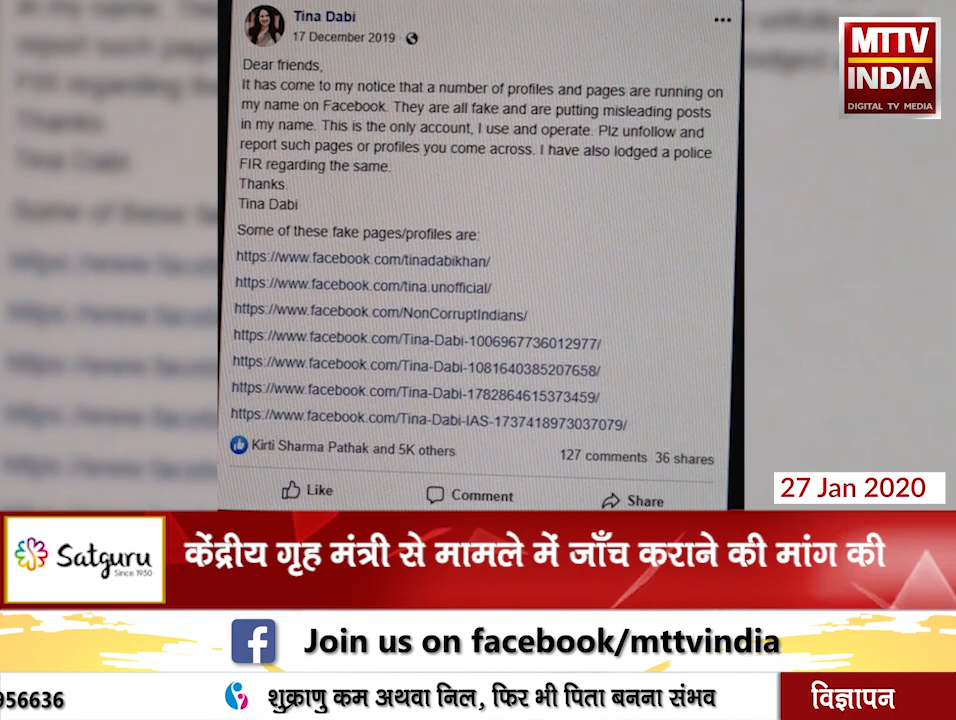 Tina Dabi
17 December 2019
Dear friends,
It has come to my notice that a number of profiles and pages are running on
my name on Facebook. They are all fake and are putting misleading posts
in my name. This is the only account, I use and operate. Plz unfollow and
report such pages or profiles you come across. I have also lodged a police
FIR regarding the same.
Thanks.
Tina Dabi
Some of these fake pages/profiles are:
https://www.facebook.com/tinadabikhan/
https://www.facebook.com/tina.unofficial/
https://www.facebook.com/NonCorruptIndians/
https://www.facebook.com/Tina-Dabi-1006967736012977/
https://www.facebook.com/Tina-Dabi-1081640385207658/
https://www.facebook.com/Tina-Dabi-1782864615373459/
https://www.facebook.com/Tina-Dabi-IAS-1737418973037079/
Kirti Sharma Pathak and 5K others
127 comments 36 shares
Like Comment Share
MTTV
INDIA
DIGITAL TV MEDIA
27 Jan 2020
Satguru
Since 1950
केंद्रीय गृह मंत्री से मामले में जाँच कराने की मांग की
Join us on facebook/mttvindia
956636
शुक्राणु कम अथवा निल, फिर भी पिता बनना संभव
विज्ञापन